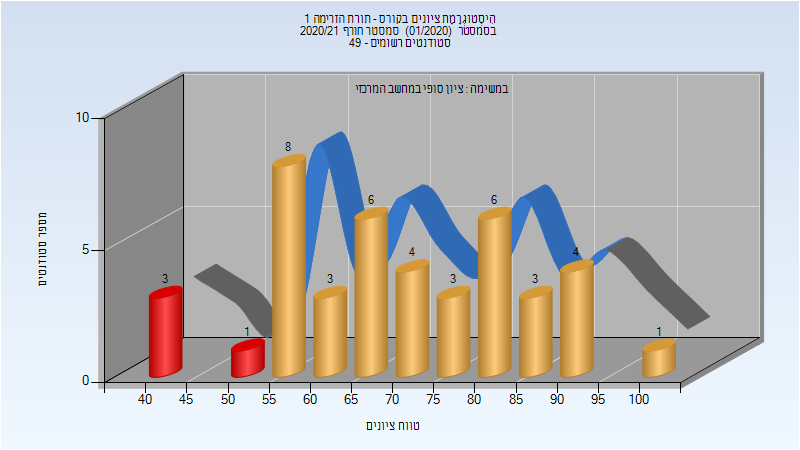 היסטוגרמת ציונים בקורס - תורת הזרימה 1
בסמסטר (01/2020) סמסטר חורף 2020/21
סטודנטים רשומים - 49
במשימה : ציון סופי במחשב המרכזי
מספר סטודנטים
10
5
0
3
1
8
3
6
4
3
6
3
4
1
40 45 50 55 60 65 70 75 80 85 90 95 100
טווח ציונים